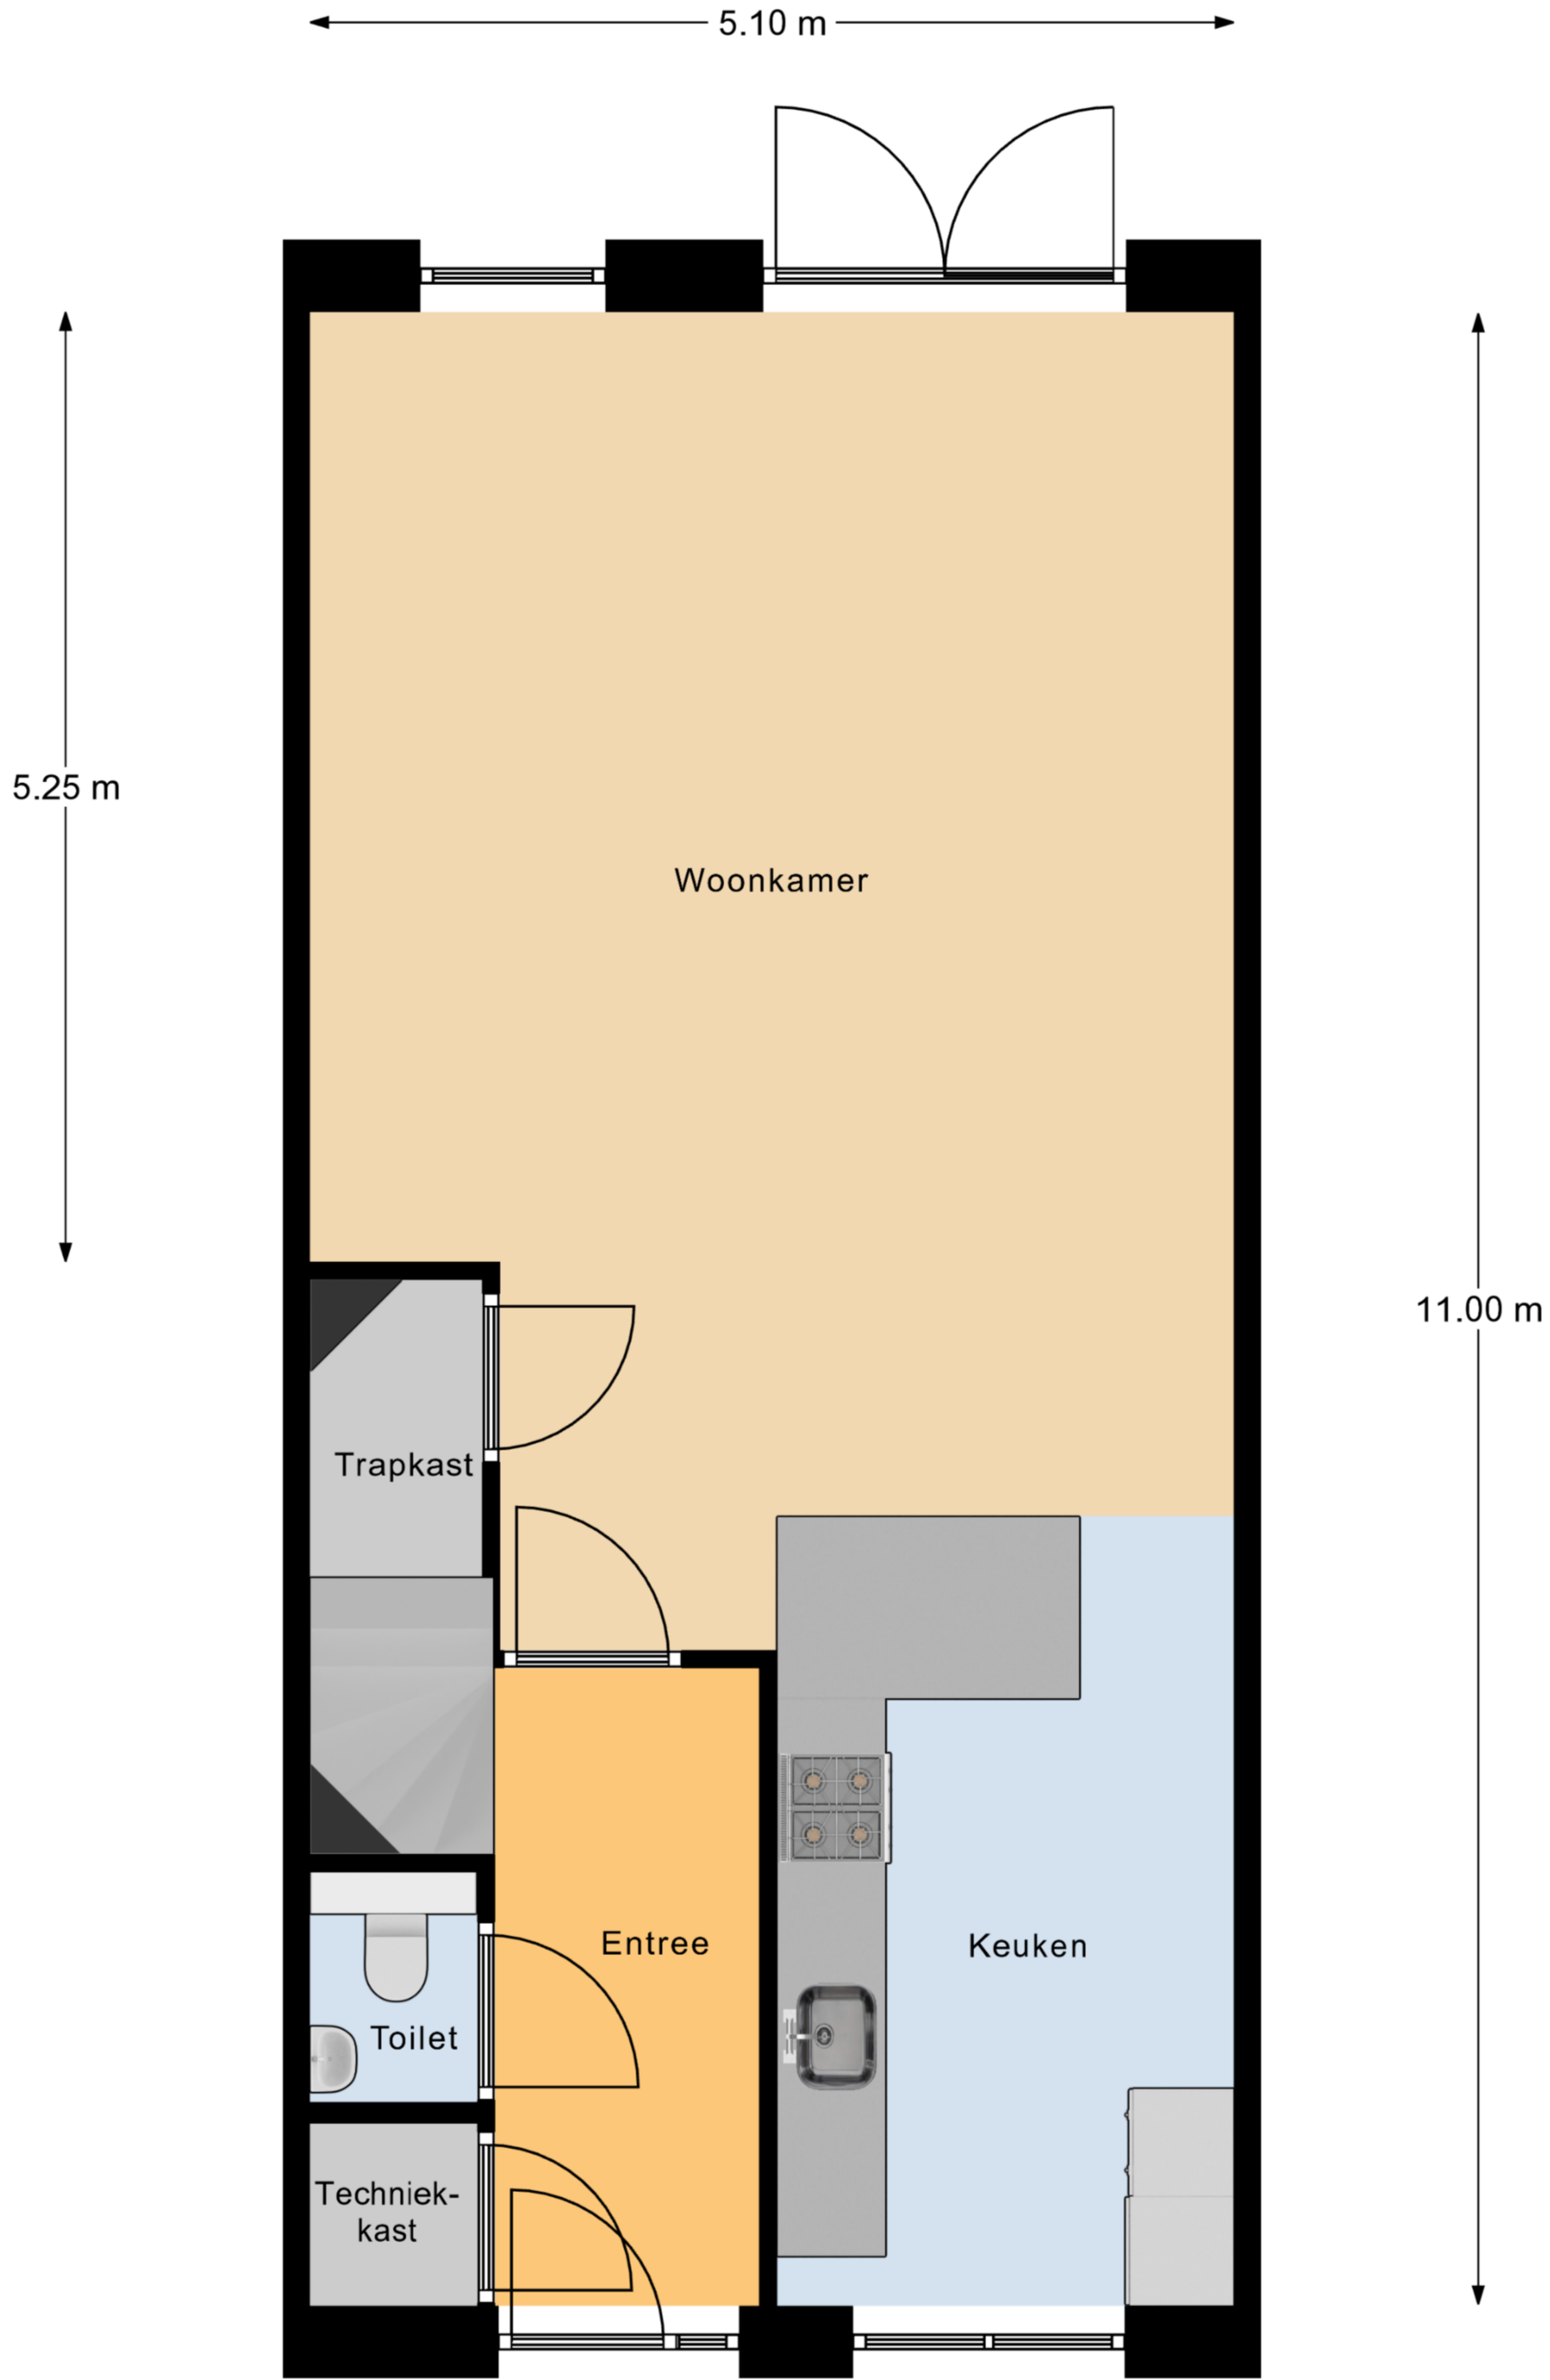 5.10 m
5.25 m
Woonkamer
11.00 m
Trapkast
Entree
Keuken
Toilet
Techniek-
kast